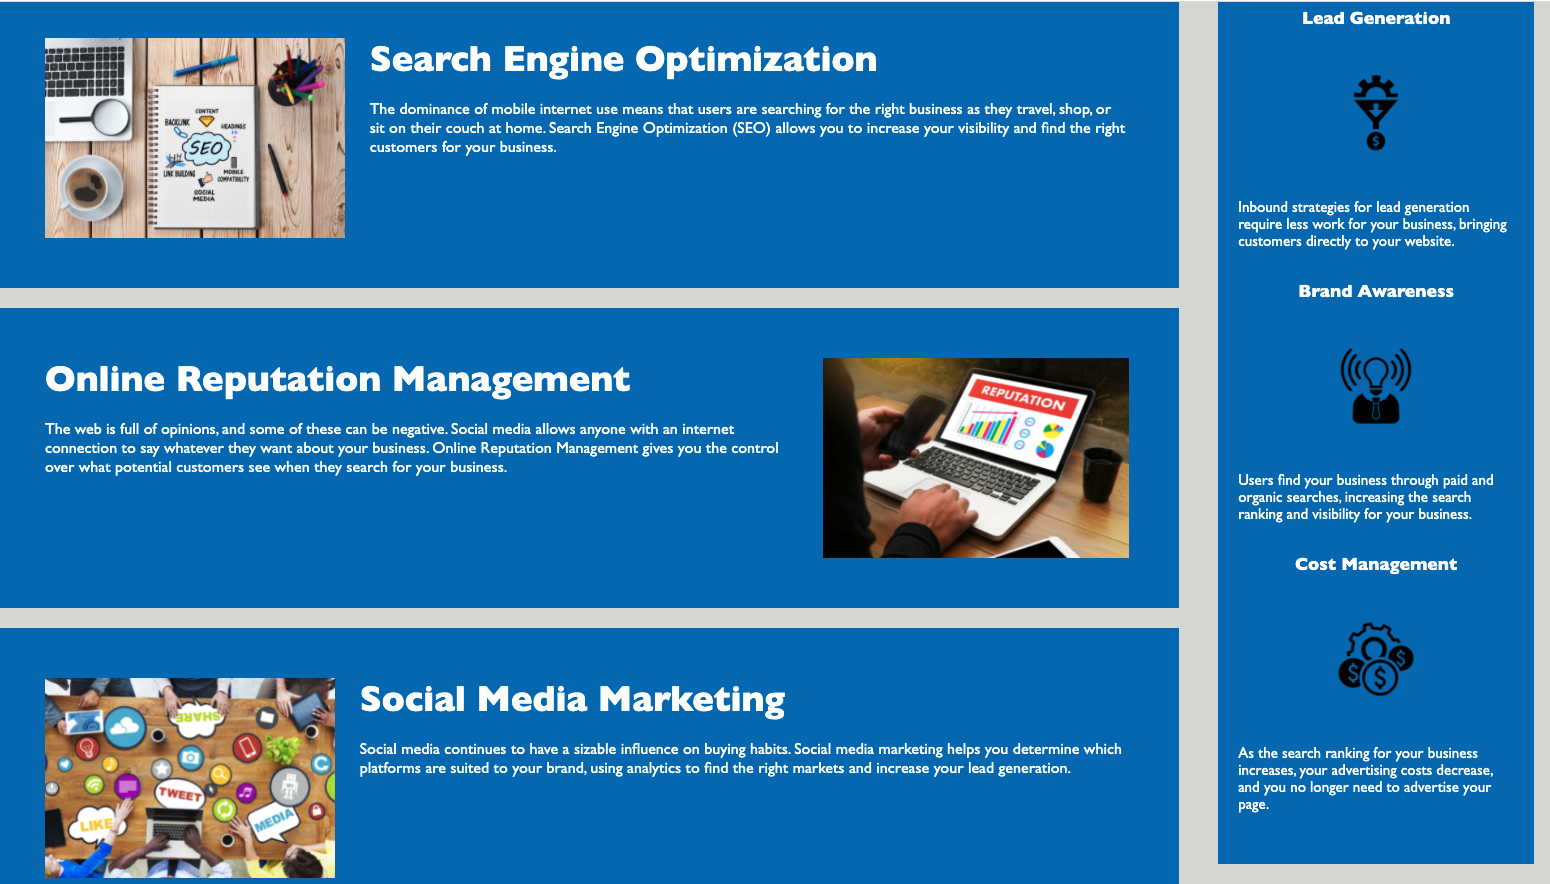 Search Engine Optimization
The dominance of mobile internet use means that users are searching for the right business as they travel, shop, or
sit on their couch at home. Search Engine Optimization (SEO) allows you to increase your visibility and find the right
customers for your business.
CONTENT
BACKLINK
HEADINGS
SEO
LINK BUILDING
MOBILE
COMPATIBILITY
SOCIAL
MEDIA
Online Reputation Management
The web is full of opinions, and some of these can be negative. Social media allows anyone with an internet
connection to say whatever they want about your business. Online Reputation Management gives you the control
over what potential customers see when they search for your business.
REPUTATION
Social Media Marketing
Social media continues to have a sizable influence on buying habits. Social media marketing helps you determine which
platforms are suited to your brand, using analytics to find the right markets and increase your lead generation.
SHARE
TWEET
LIKE
MEDIA
Lead Generation
$
Inbound strategies for lead generation
require less work for your business, bringing
customers directly to your website.
Brand Awareness
Users find your business through paid and
organic searches, increasing the search
ranking and visibility for your business.
Cost Management
$ $ $
As the search ranking for your business
increases, your advertising costs decrease,
and you no longer need to advertise your
page.